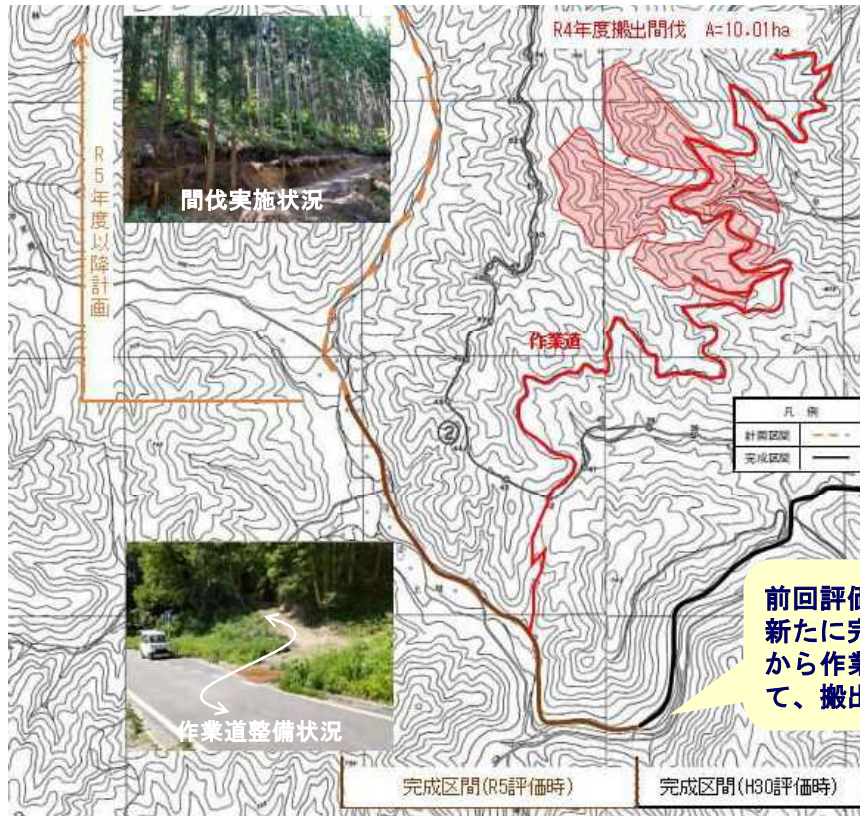 R4年度搬出間伐 A=10.01ha
R5年度以降計画
間伐実施状況
作業道
凡例
計画区間
完成区間
②
前回評価
新たに完
から作業
て、搬出
作業道整備状況
完成区間(R5評価時)
完成区間(H30評価時)